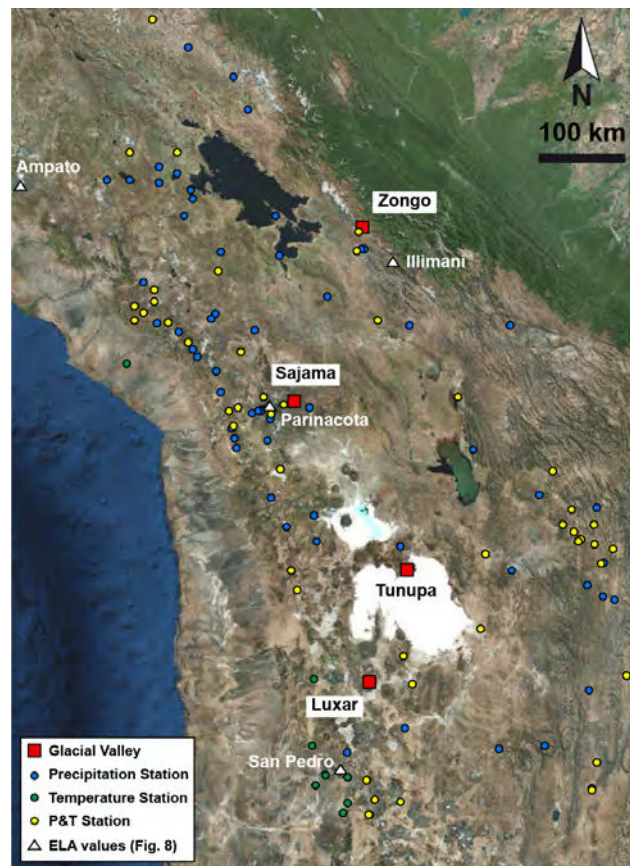 N
100 km
Ampato
Zongo
Illimani
Sajama
Parinacota
Tunupa
Luxar
San Pedro
Glacial Valley
Precipitation Station
Temperature Station
P&T Station
ELA values (Fig. 8)